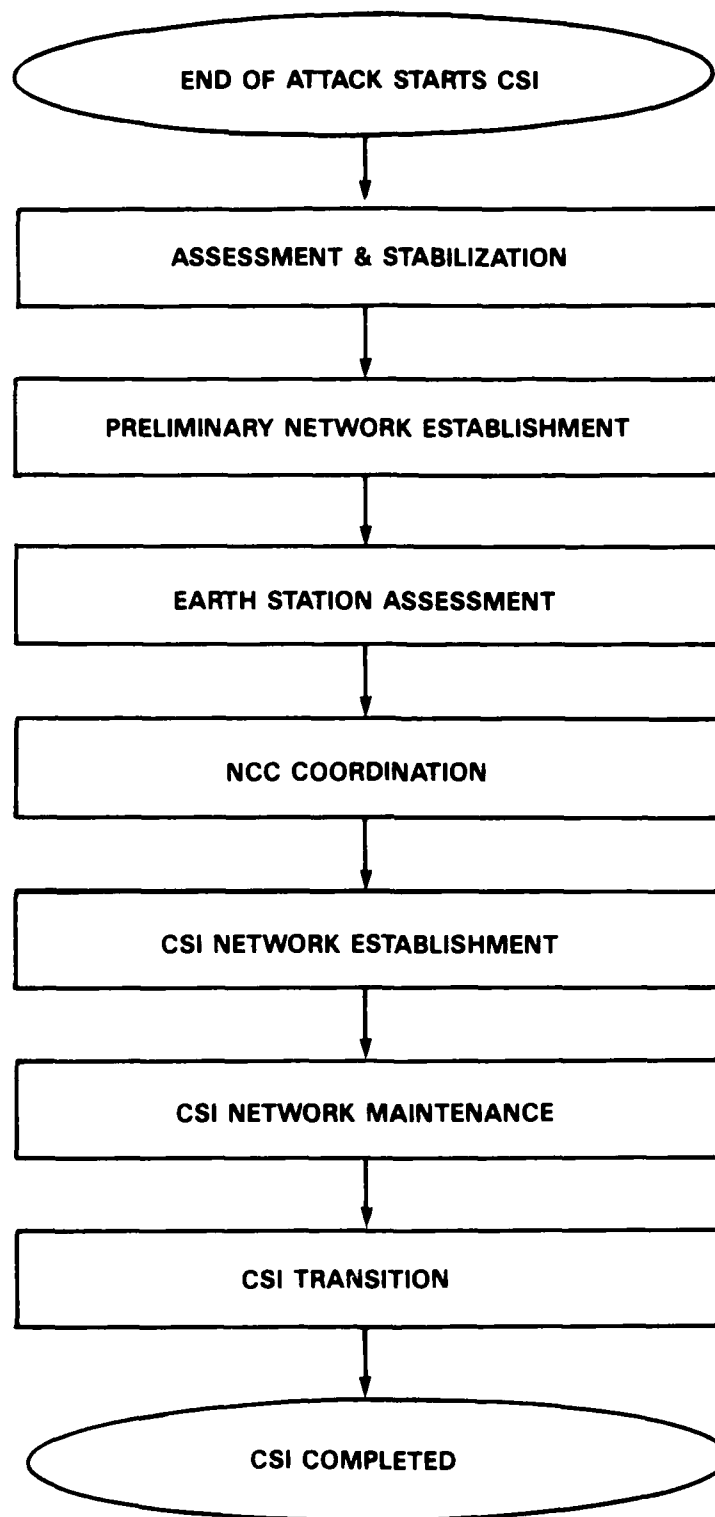 END OF ATTACK STARTS CSI
ASSESSMENT & STABILIZATION
PRELIMINARY NETWORK ESTABLISHMENT
EARTH STATION ASSESSMENT
NCC COORDINATION
CSI NETWORK ESTABLISHMENT
CSI NETWORK MAINTENANCE
CSI TRANSITION
CSI COMPLETED